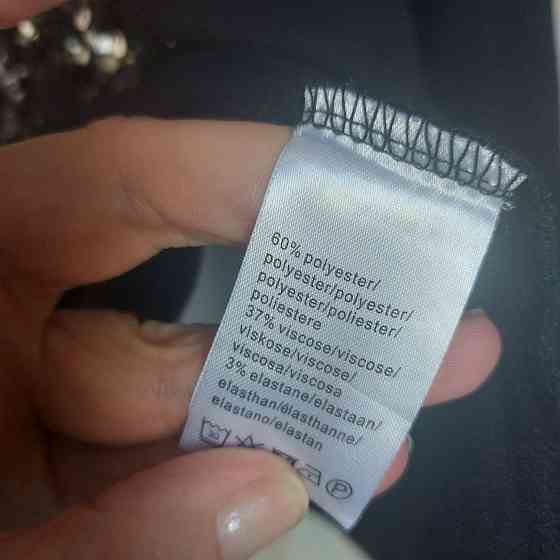 60% polyester/
polyester/polyester/
polyester/poliester/
poliestere
37% viscose/viscose/
viskose/viscose/
viscosa/viscosa
3% elastane/elastaan/
elasthan/élasthanne/
elastano/elastan
30 P